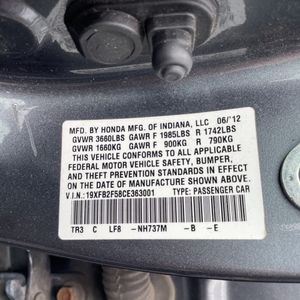 MFD. BY HONDA MFG. OF INDIANA, LLC 06/'12
GVWR 3660LBS GAWR F 1985LBS R 1742LBS
GVWR 1660KG GAWR F 900KG R 790KG
THIS VEHICLE CONFORMS TO ALL APPLICABLE
FEDERAL MOTOR VEHICLE SAFETY, BUMPER,
AND THEFT PREVENTION STANDARDS IN EFFECT
ON THE DATE OF MANUFACTURE SHOWN ABOVE.
V.I.N.: 19XFB2F58CE363001 TYPE: PASSENGER CAR
TR3 C LF8 -NH737M -B -E